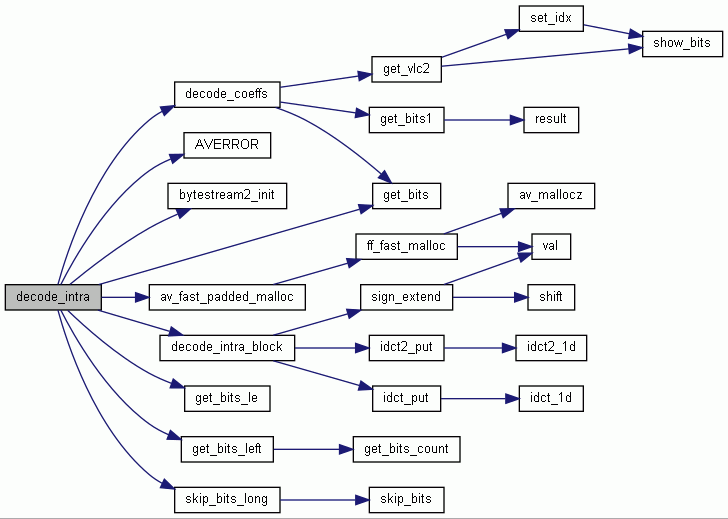 set_idx
show_bits
get_vlc2
decode_coeffs
get_bits1
result
AVERROR
bytestream2_init
get_bits
av_mallocz
ff_fast_malloc
val
decode_intra
av_fast_padded_malloc
sign_extend
shift
decode_intra_block
idct2_put
idct2_1d
get_bits_le
idct_put
idct_1d
get_bits_left
get_bits_count
skip_bits_long
skip_bits